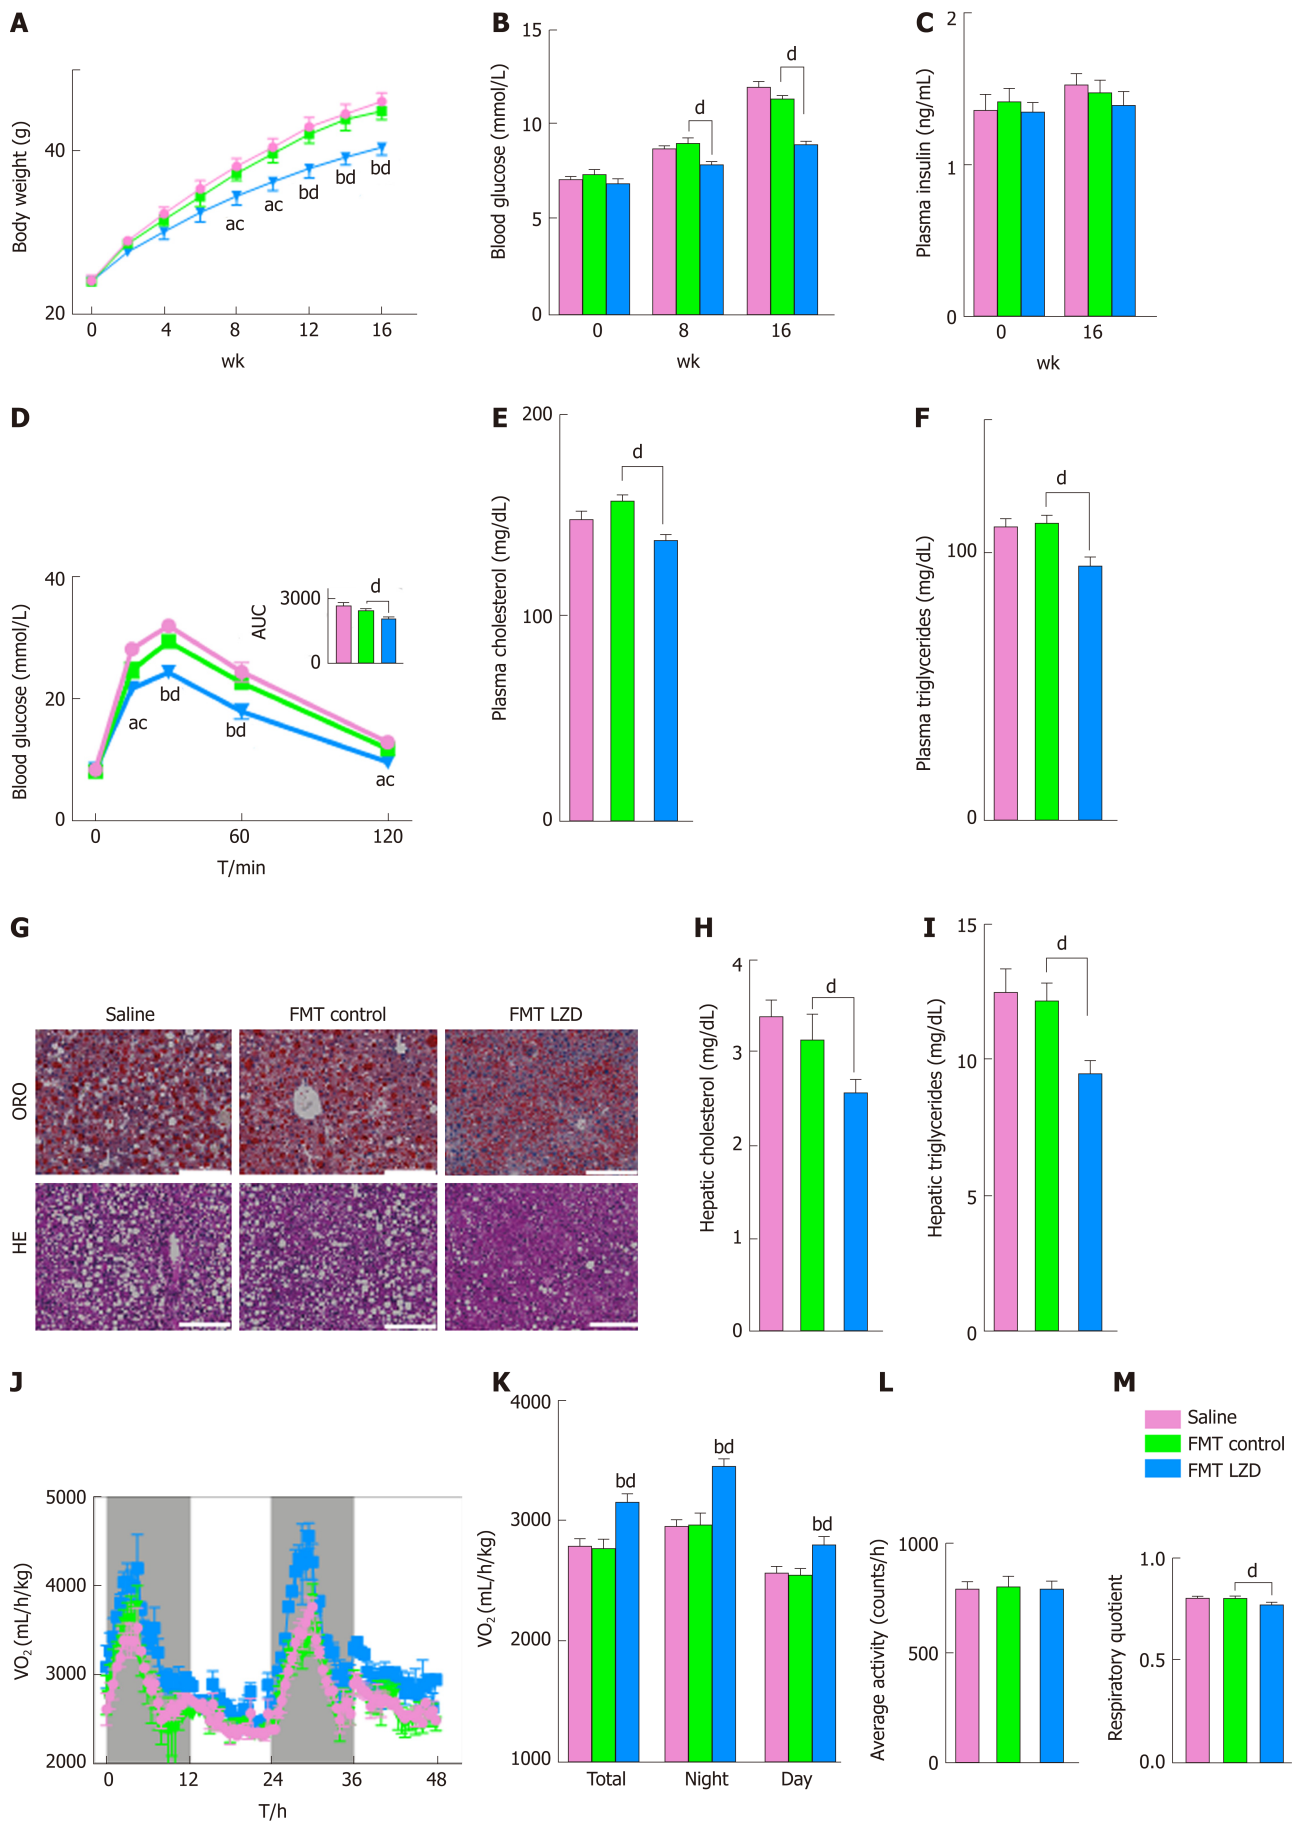 A
Body weight (g)
40
20
0 4 8 12 16
wk
ac ac bd bd bd
B
Blood glucose (mmol/L)
15
10
5
0
d
d
0 8 16
wk
C
Plasma insulin (ng/mL)
2
1
0
0 16
wk
D
Blood glucose (mmol/L)
40
20
0
0 60 120
T/min
ac bd bd ac
AUC
3000
0
d
E
Plasma cholesterol (mg/dL)
200
100
0
d
F
Plasma triglycerides (mg/dL)
100
0
d
G
Saline FMT control FMT LZD
ORO
HE
H
Hepatic cholesterol (mg/dL)
4
3
2
1
0
d
I
Hepatic triglycerides (mg/dL)
15
10
5
0
d
J
VO2 (mL/h/kg)
5000
4000
3000
2000
0 12 24 36 48
T/h
K
VO2 (mL/h/kg)
4000
3000
2000
1000
bd bd bd
Total Night Day
L
Average activity (counts/h)
1000
500
0
M
Saline
FMT control
FMT LZD
Respiratory quotient
1.0
0.5
0.0
d